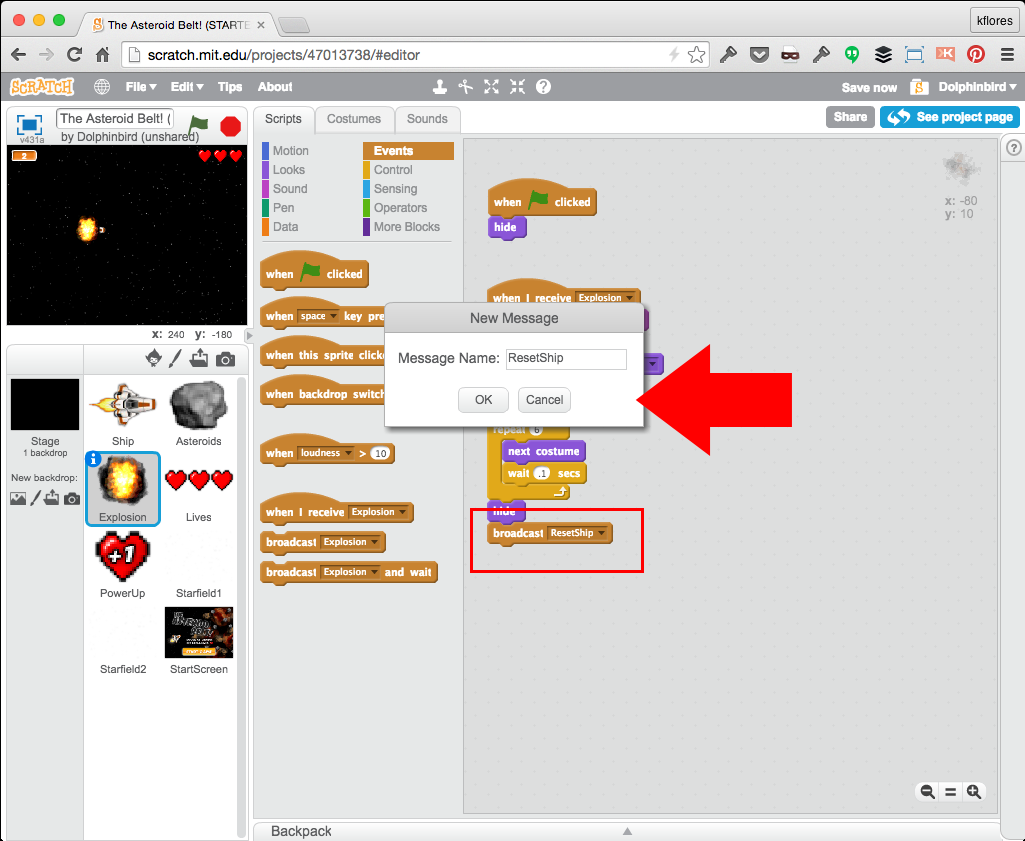 The Asteroid Belt! (STARTE
kflores
scratch.mit.edu/projects/47013738/#editor
SCRATCH
File Edit Tips About
Save now
Dolphinbird
The Asteroid Belt! (
by Dolphinbird (unshared)
v431a
Scripts Costumes Sounds
Share
See project page
2
Motion
Looks
Sound
Pen
Data
Events
Control
Sensing
Operators
More Blocks
x: -80
y: 10
when clicked
when space key pre
when this sprite click
when backdrop switch
when loudness > 10
when I receive Explosion
broadcast Explosion
broadcast Explosion and wait
when clicked
hide
when I receive Explosion
New Message
Message Name: ResetShip
OK Cancel
repeat 6
next costume
wait .1 secs
hide
broadcast ResetShip
x: 240 y: -180
Stage
1 backdrop
New backdrop:
Ship
Asteroids
Explosion
Lives
+1
PowerUp
Starfield1
Starfield2
StartScreen
Backpack